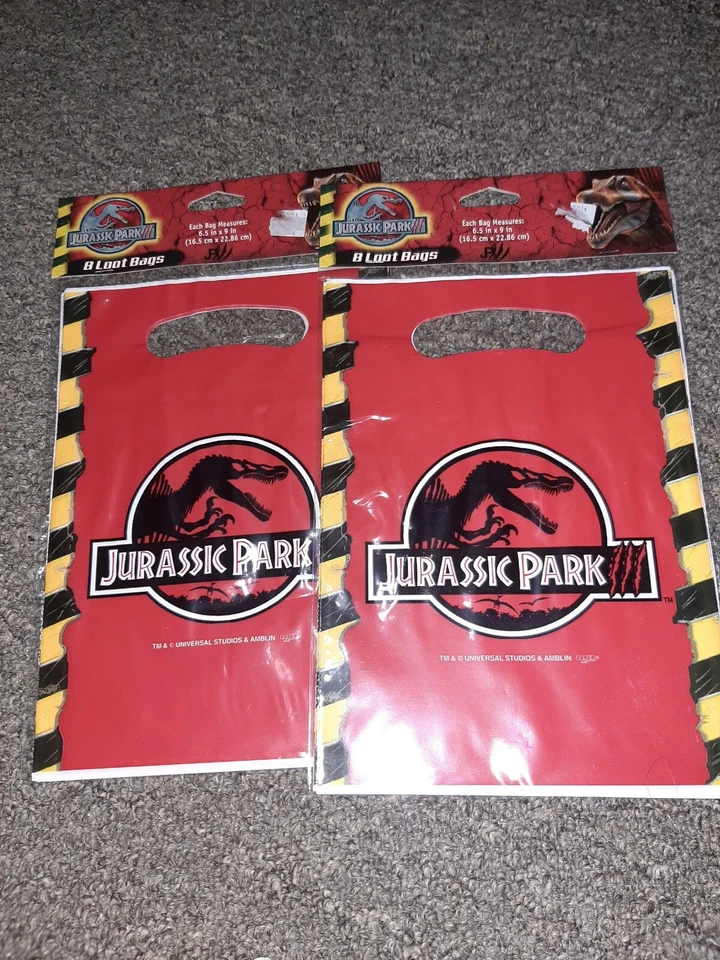 JURASSIC PARK
Each Bag Measures:
6.5 in x 9 in
(16.5 cm x 22.86 cm)
8 Loot Bags
JURASSIC PARK
TM & © UNIVERSAL STUDIOS & AMBLIN
JURASSIC PARK
Each Bag Measures:
6.5 in x 9 in
(16.5 cm x 22.86 cm)
8 Loot Bags
JURASSIC PARK III TM
TM & © UNIVERSAL STUDIOS & AMBLIN